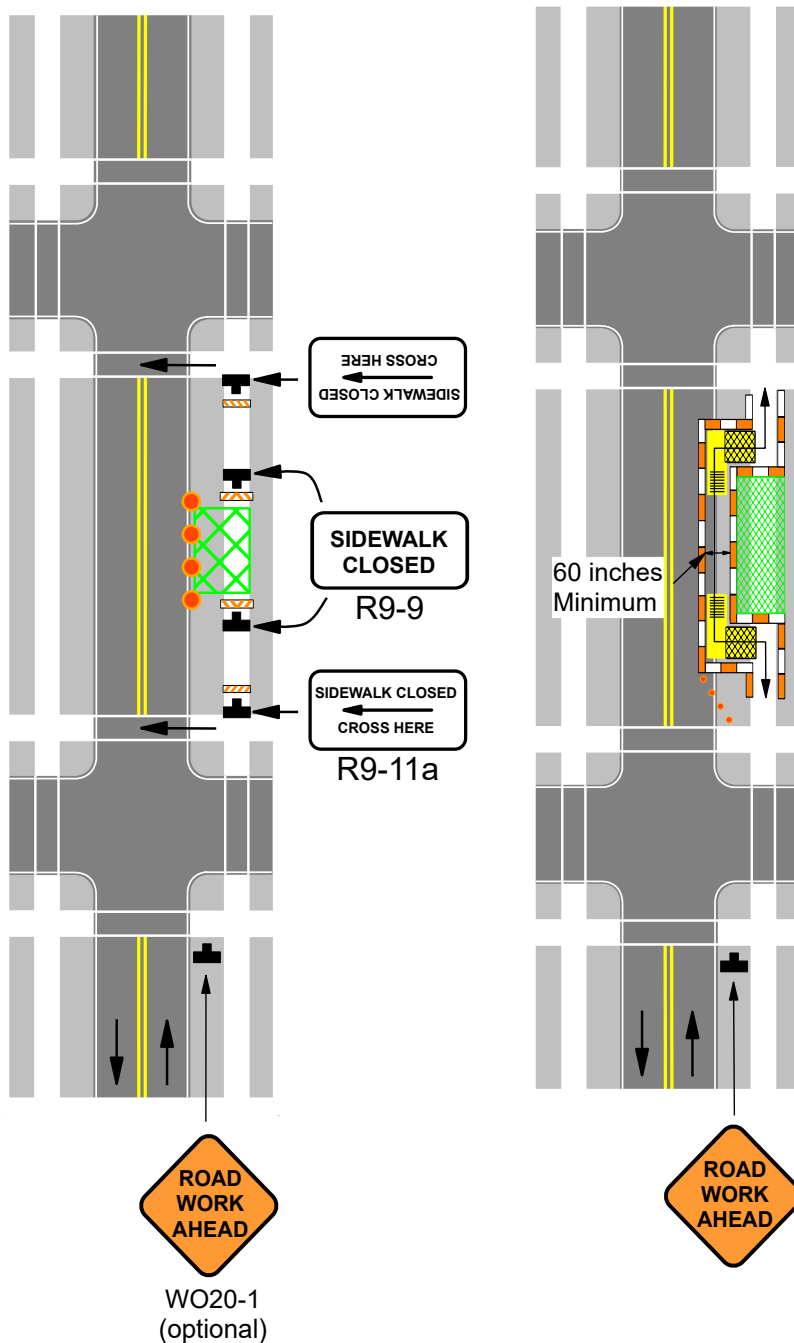 CROSS HERE
SIDEWALK CLOSED
SIDEWALK
CLOSED
R9-9
SIDEWALK CLOSED
CROSS HERE
R9-11a
ROAD
WORK
AHEAD
WO20-1
(optional)
60 inches
Minimum
ROAD
WORK
AHEAD